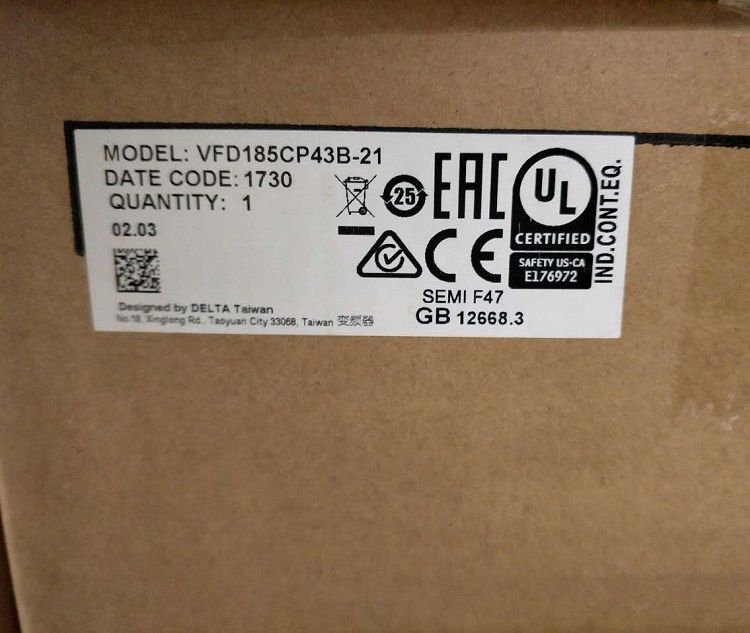 MODEL: VFD185CP43B-21
DATE CODE: 1730
QUANTITY: 1
02.03
Designed by DELTA Taiwan
No.18, Xinglong Rd., Taoyuan City 33068, Taiwan 变频器
25
EAC
CE
UL
CERTIFIED
SAFETY US-CA
E176972
IND.CONT.EQ.
SEMI F47
GB 12668.3